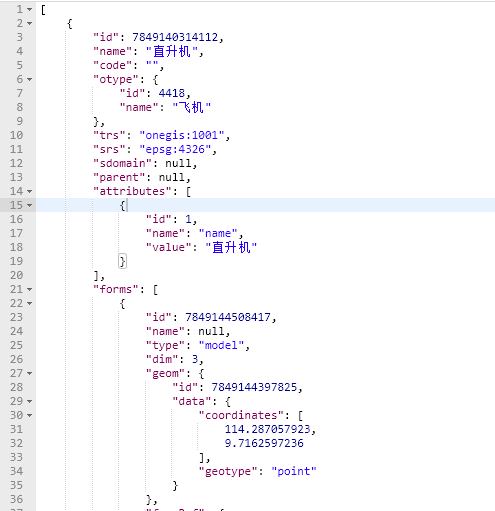 1 [
2 {
3 "id": 7849140314112,
4 "name": "直升机",
5 "code": "",
6 "otype": {
7 "id": 4418,
8 "name": "飞机"
9 },
10 "trs": "onegis:1001",
11 "srs": "epsg:4326",
12 "sdomain": null,
13 "parent": null,
14 "attributes": [
15 {
16 "id": 1,
17 "name": "name",
18 "value": "直升机"
19 }
20 ],
21 "forms": [
22 {
23 "id": 7849144508417,
24 "name": null,
25 "type": "model",
26 "dim": 3,
27 "geom": {
28 "id": 7849144397825,
29 "data": {
30 "coordinates": [
31 114.287057923,
32 9.7162597236
33 ],
34 "geotype": "point"
35 }
36 },
37